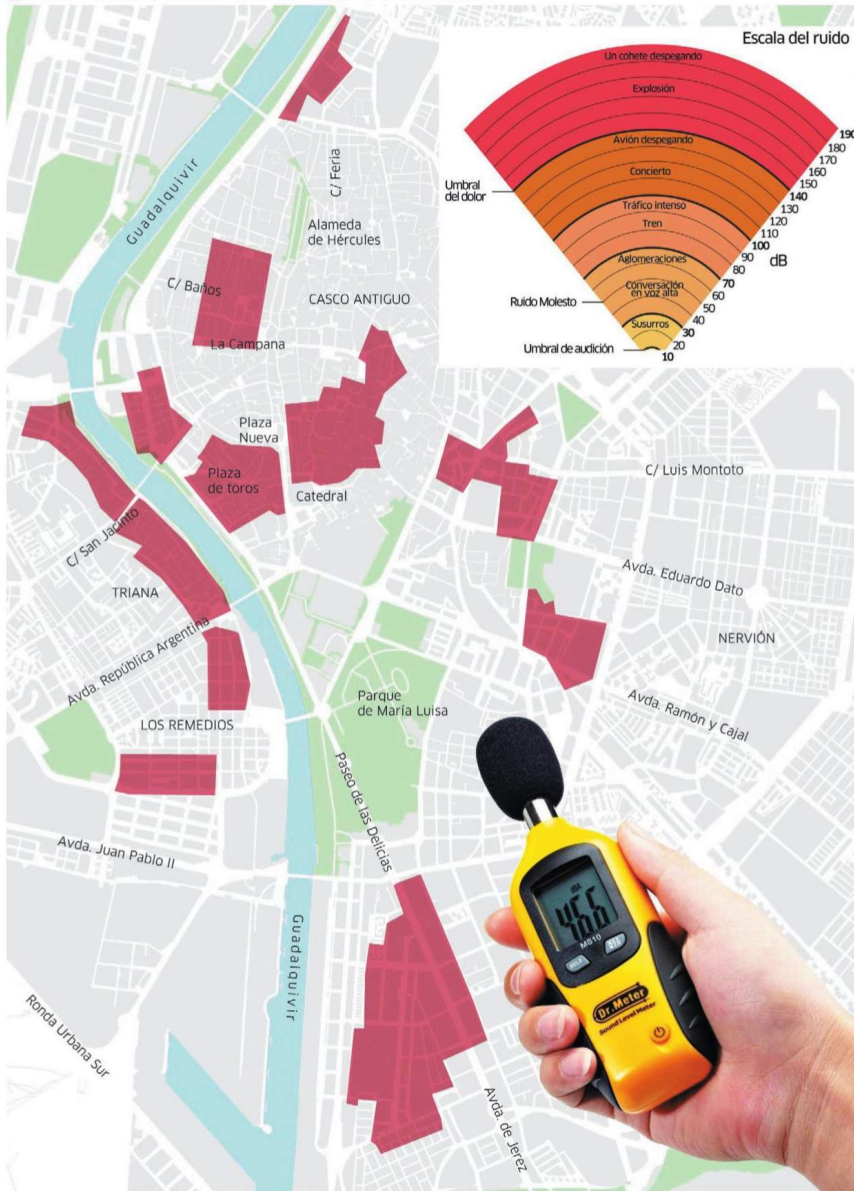 Escala del ruido
Un cohete despegando
Explosión
Avión despegando
Concierto
Tráfico intenso
Tren
Aglomeraciones
Conversación
en voz alta
Susurros
Umbral
del dolor
Ruido Molesto
Umbral de audición
190
180
170
160
150
140
130
120
110
100
90
80
70
60
50
40
30
20
10
dB
Guadalquivir
C/ Feria
Alameda
de Hércules
C/ Baños
CASCO ANTIGUO
La Campana
Plaza
Nueva
Plaza
de toros
Catedral
C/ Luis Montoto
C/ San Jacinto
Avda. Eduardo Dato
TRIANA
NERVIÓN
Avda. República Argentina
Parque
de María Luisa
Avda. Ramón y Cajal
LOS REMEDIOS
Paseo de las Delicias
Avda. Juan Pablo II
Guadalquivir
Ronda Urbana Sur
Avda. de Jerez
dBA
46.6
MS10
HOLD
Dr.Meter
Sound Level Meter